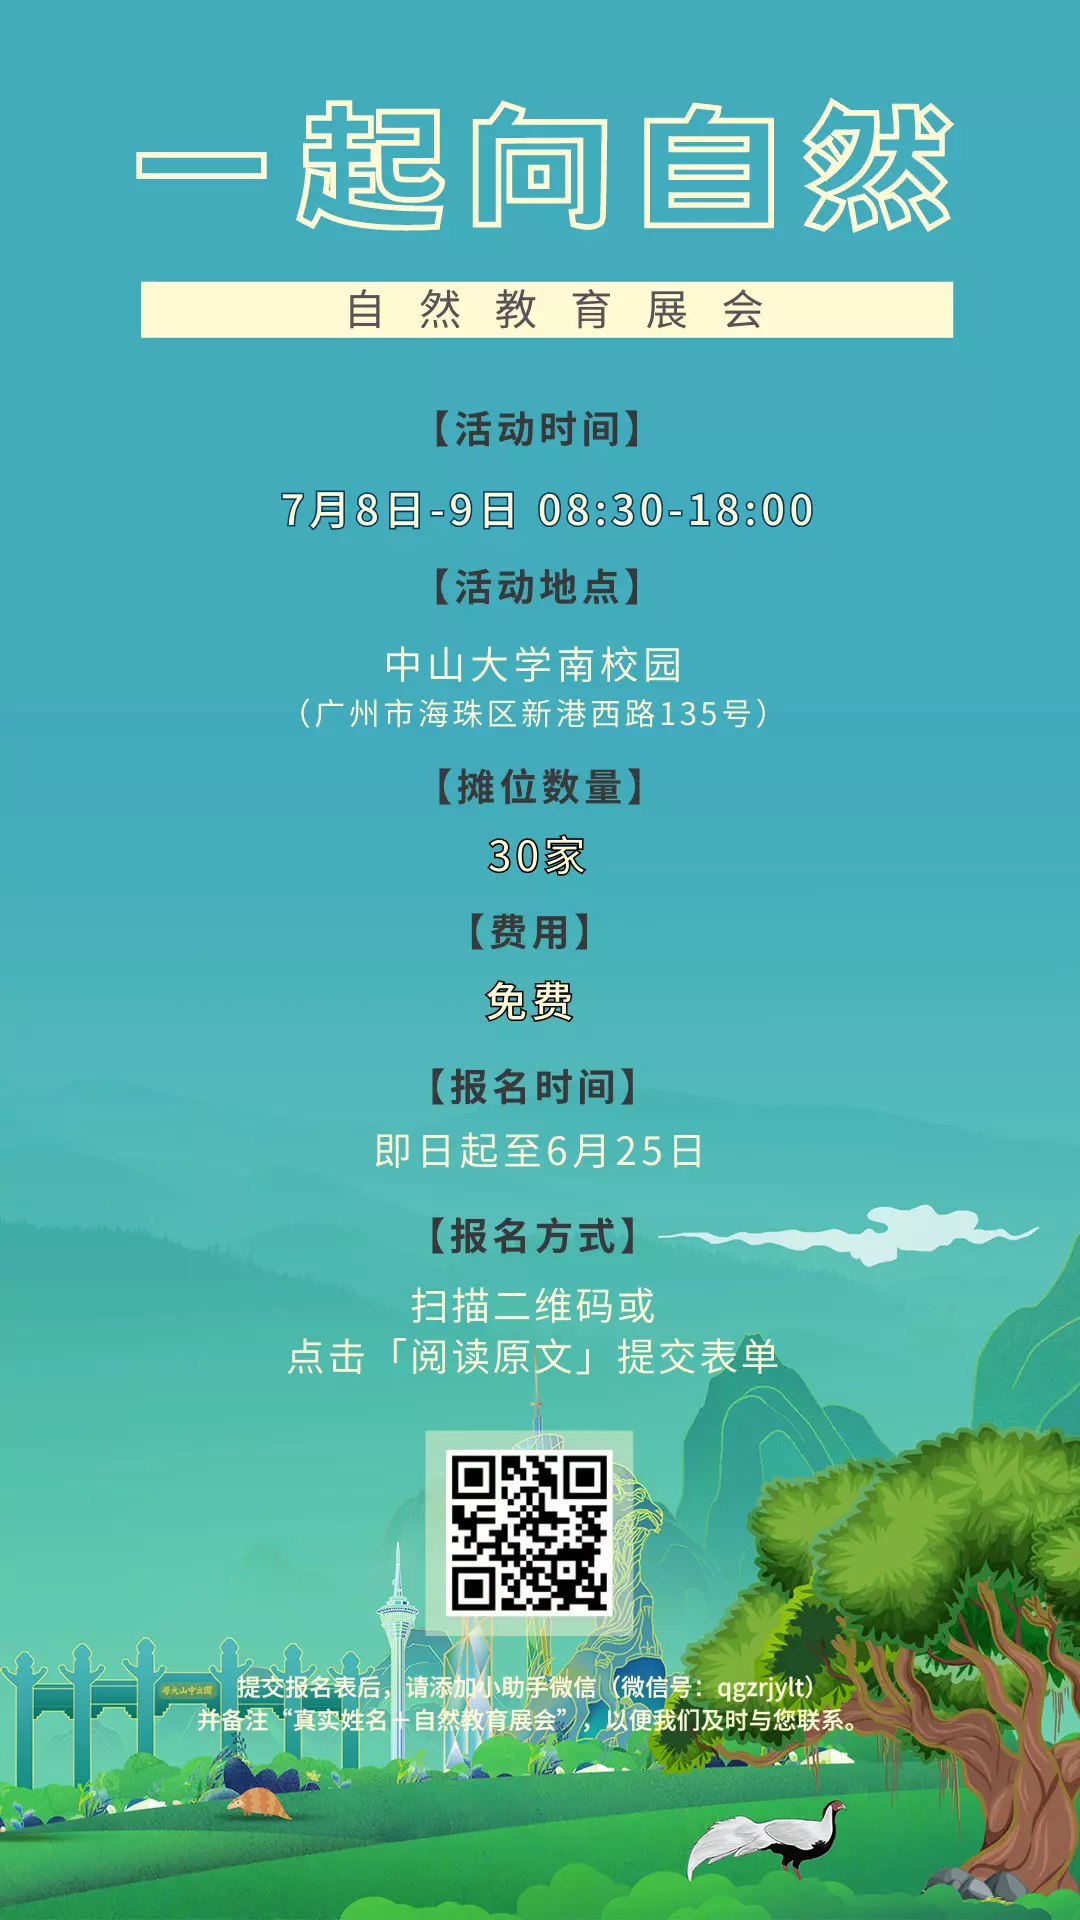 一起向自然
自然教育展会
【活动时间】
7月8日-9日 08:30-18:00
【活动地点】
中山大学南校园
（广州市海珠区新港西路135号）
【摊位数量】
30家
【费用】
免费
【报名时间】
即日起至6月25日
【报名方式】
扫描二维码或
点击「阅读原文」提交表单
提交报名表后，请添加小助手微信（微信号：qgzrjylt）
并备注“真实姓名＋自然教育展会”，以便我们及时与您联系。